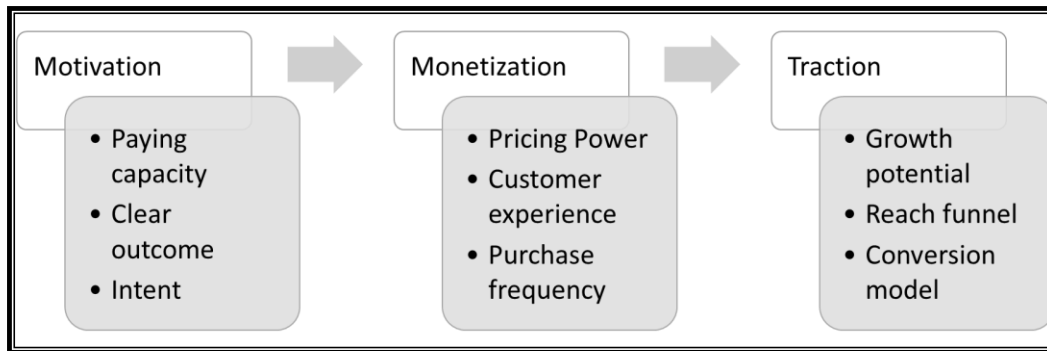 Motivation
• Paying
capacity
• Clear
outcome
• Intent
Monetization
• Pricing Power
• Customer
experience
• Purchase
frequency
Traction
• Growth
potential
• Reach funnel
• Conversion
model